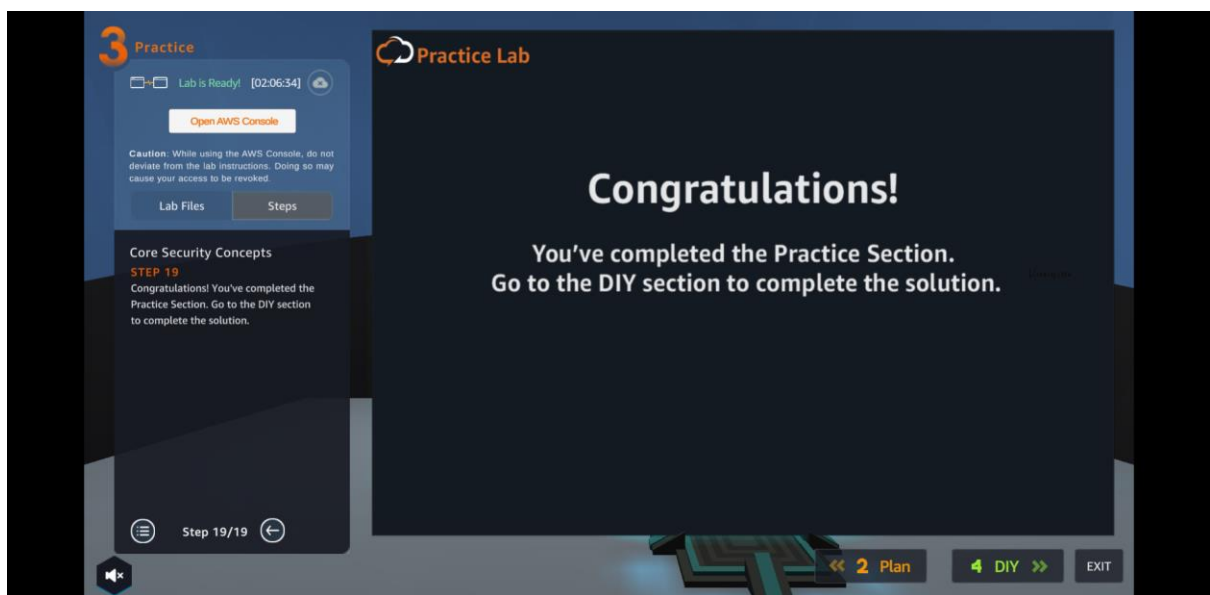 3 Practice
Lab is Ready! [02:06:34]
Open AWS Console
Caution: While using the AWS Console, do not
deviate from the lab instructions. Doing so may
cause your access to be revoked.
Lab Files Steps
Core Security Concepts
STEP 19
Congratulations! You've completed the
Practice Section. Go to the DIY section
to complete the solution.
Step 19/19
Practice Lab
Congratulations!
You've completed the Practice Section.
Go to the DIY section to complete the solution.
<< 2 Plan
4 DIY >>
EXIT